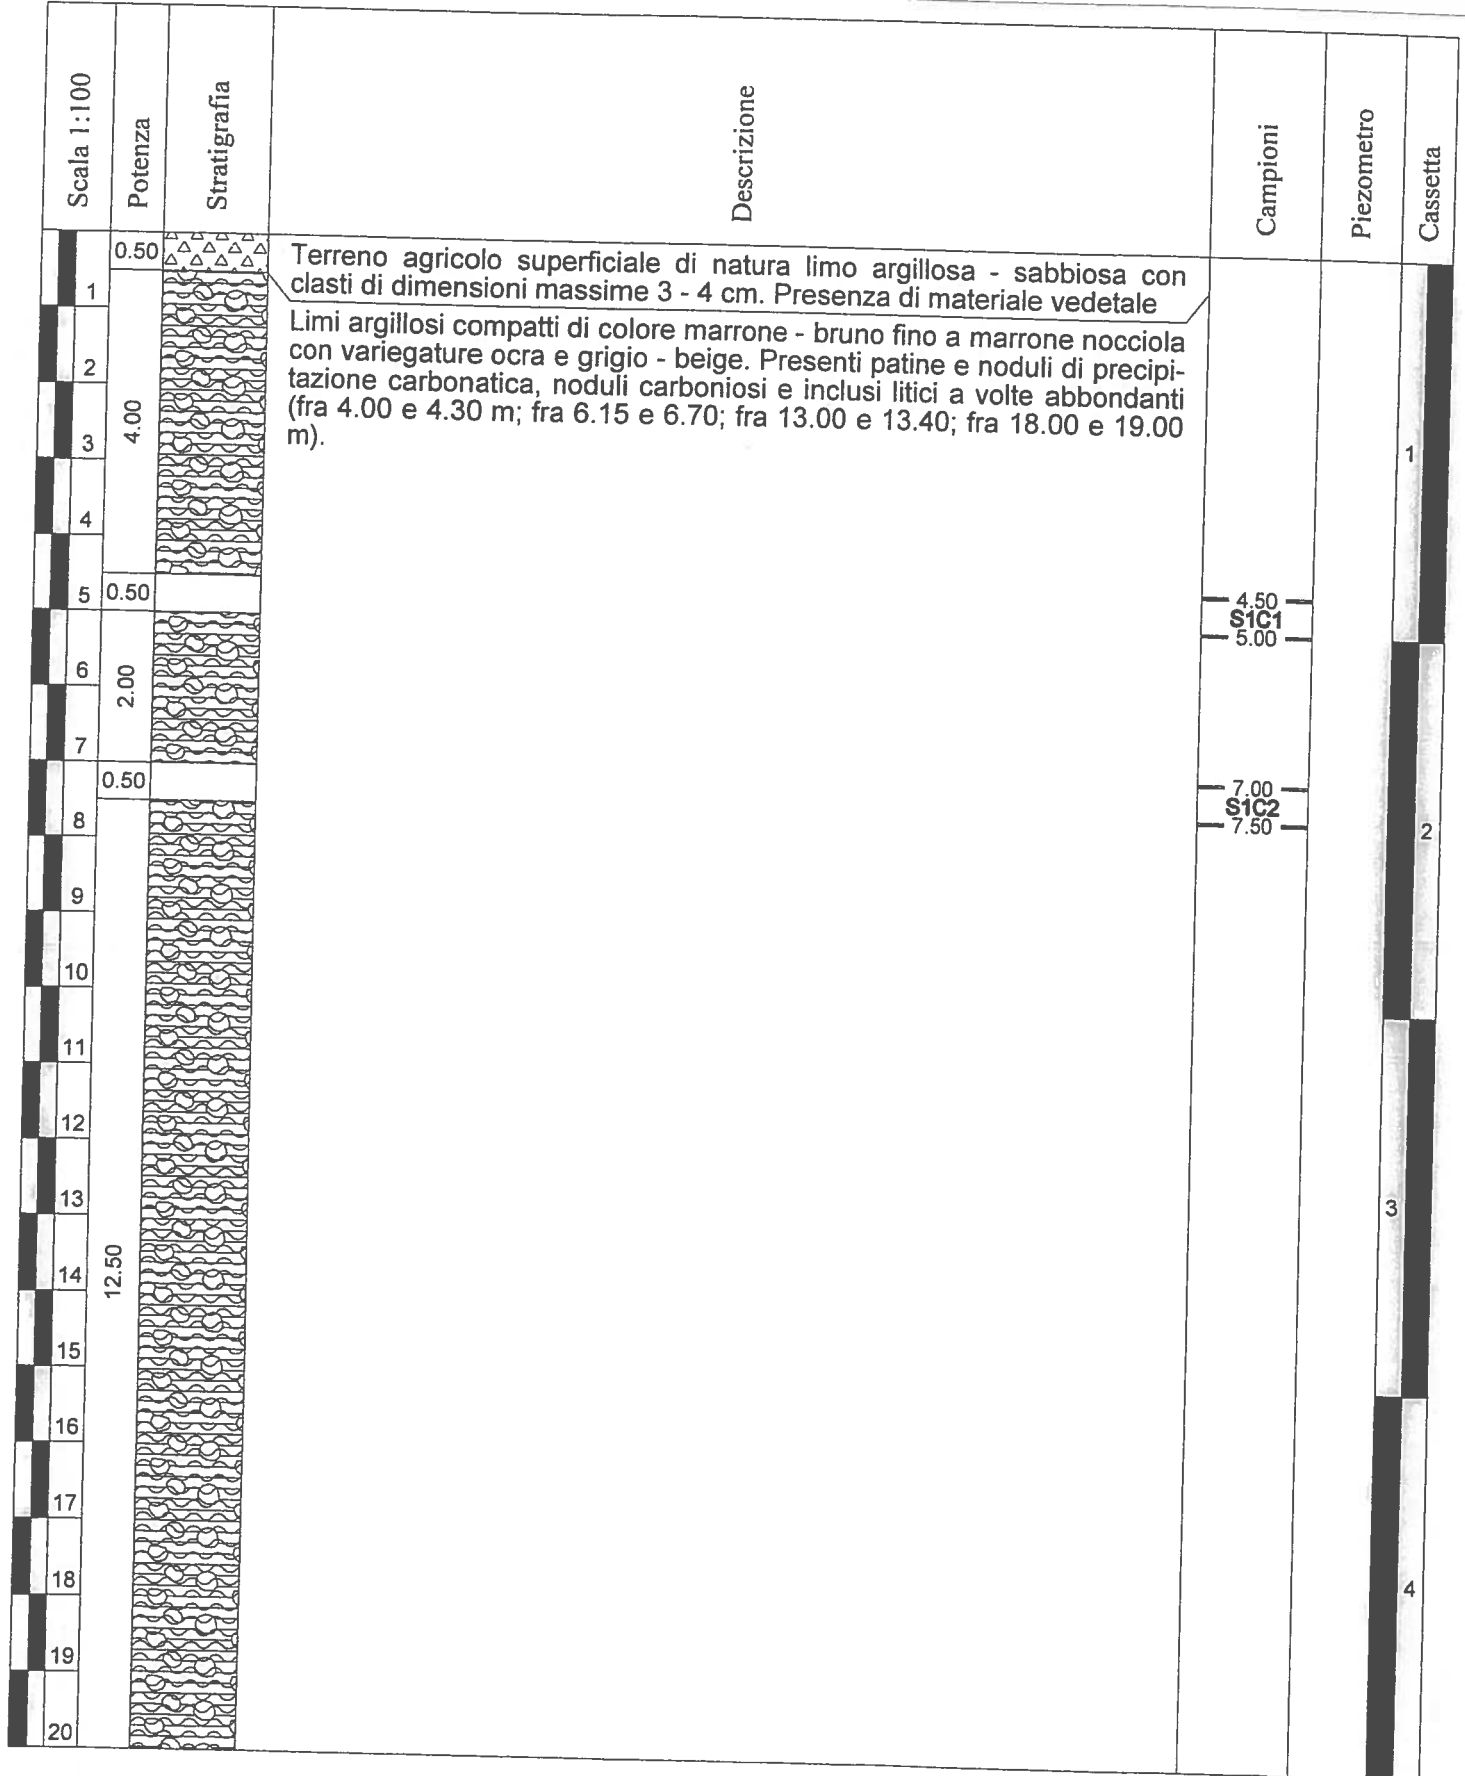 Scala 1:100
Potenza
Stratigrafia
Descrizione
Campioni
Piezometro
Cassetta
0.50
Terreno agricolo superficiale di natura limo argillosa - sabbiosa con
clasti di dimensioni massime 3 - 4 cm. Presenza di materiale vedetale
Limi argillosi compatti di colore marrone - bruno fino a marrone nocciola
con variegature ocra e grigio - beige. Presenti patine e noduli di precipi-
tazione carbonatica, noduli carboniosi e inclusi litici a volte abbondanti
(fra 4.00 e 4.30 m; fra 6.15 e 6.70; fra 13.00 e 13.40; fra 18.00 e 19.00
m).
1
2
3
4
5
6
7
8
9
10
11
12
13
14
15
16
17
18
19
20
4.00
0.50
2.00
0.50
12.50
4.50
S1C1
5.00
7.00
S1C2
7.50
1
2
3
4